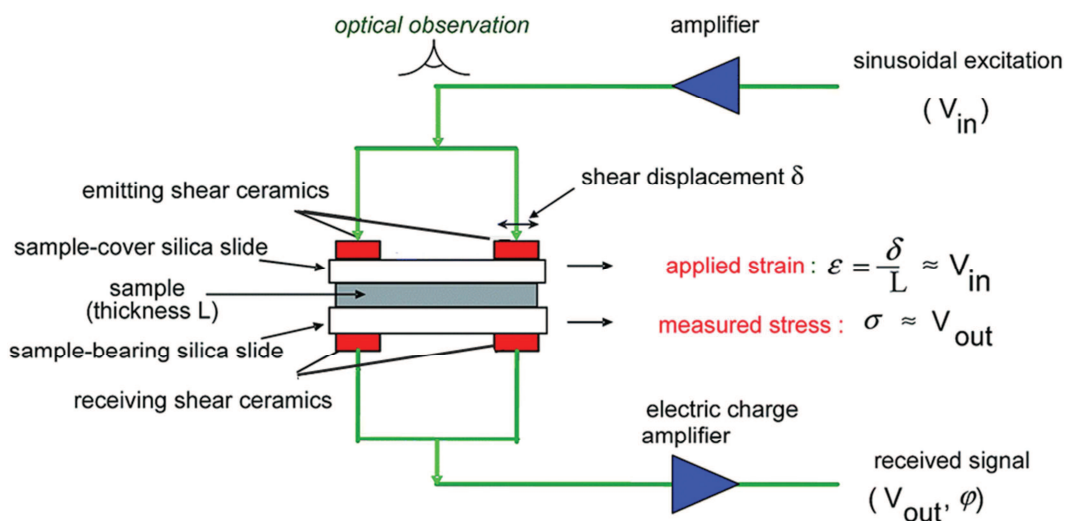 optical observation
amplifier
sinusoidal excitation
( V_in )
emitting shear ceramics
shear displacement δ
sample-cover silica slide
applied strain : ε = δ/L ≈ V_in
sample
(thickness L)
measured stress : σ ≈ V_out
sample-bearing silica slide
receiving shear ceramics
electric charge
amplifier
received signal
( V_out, φ)